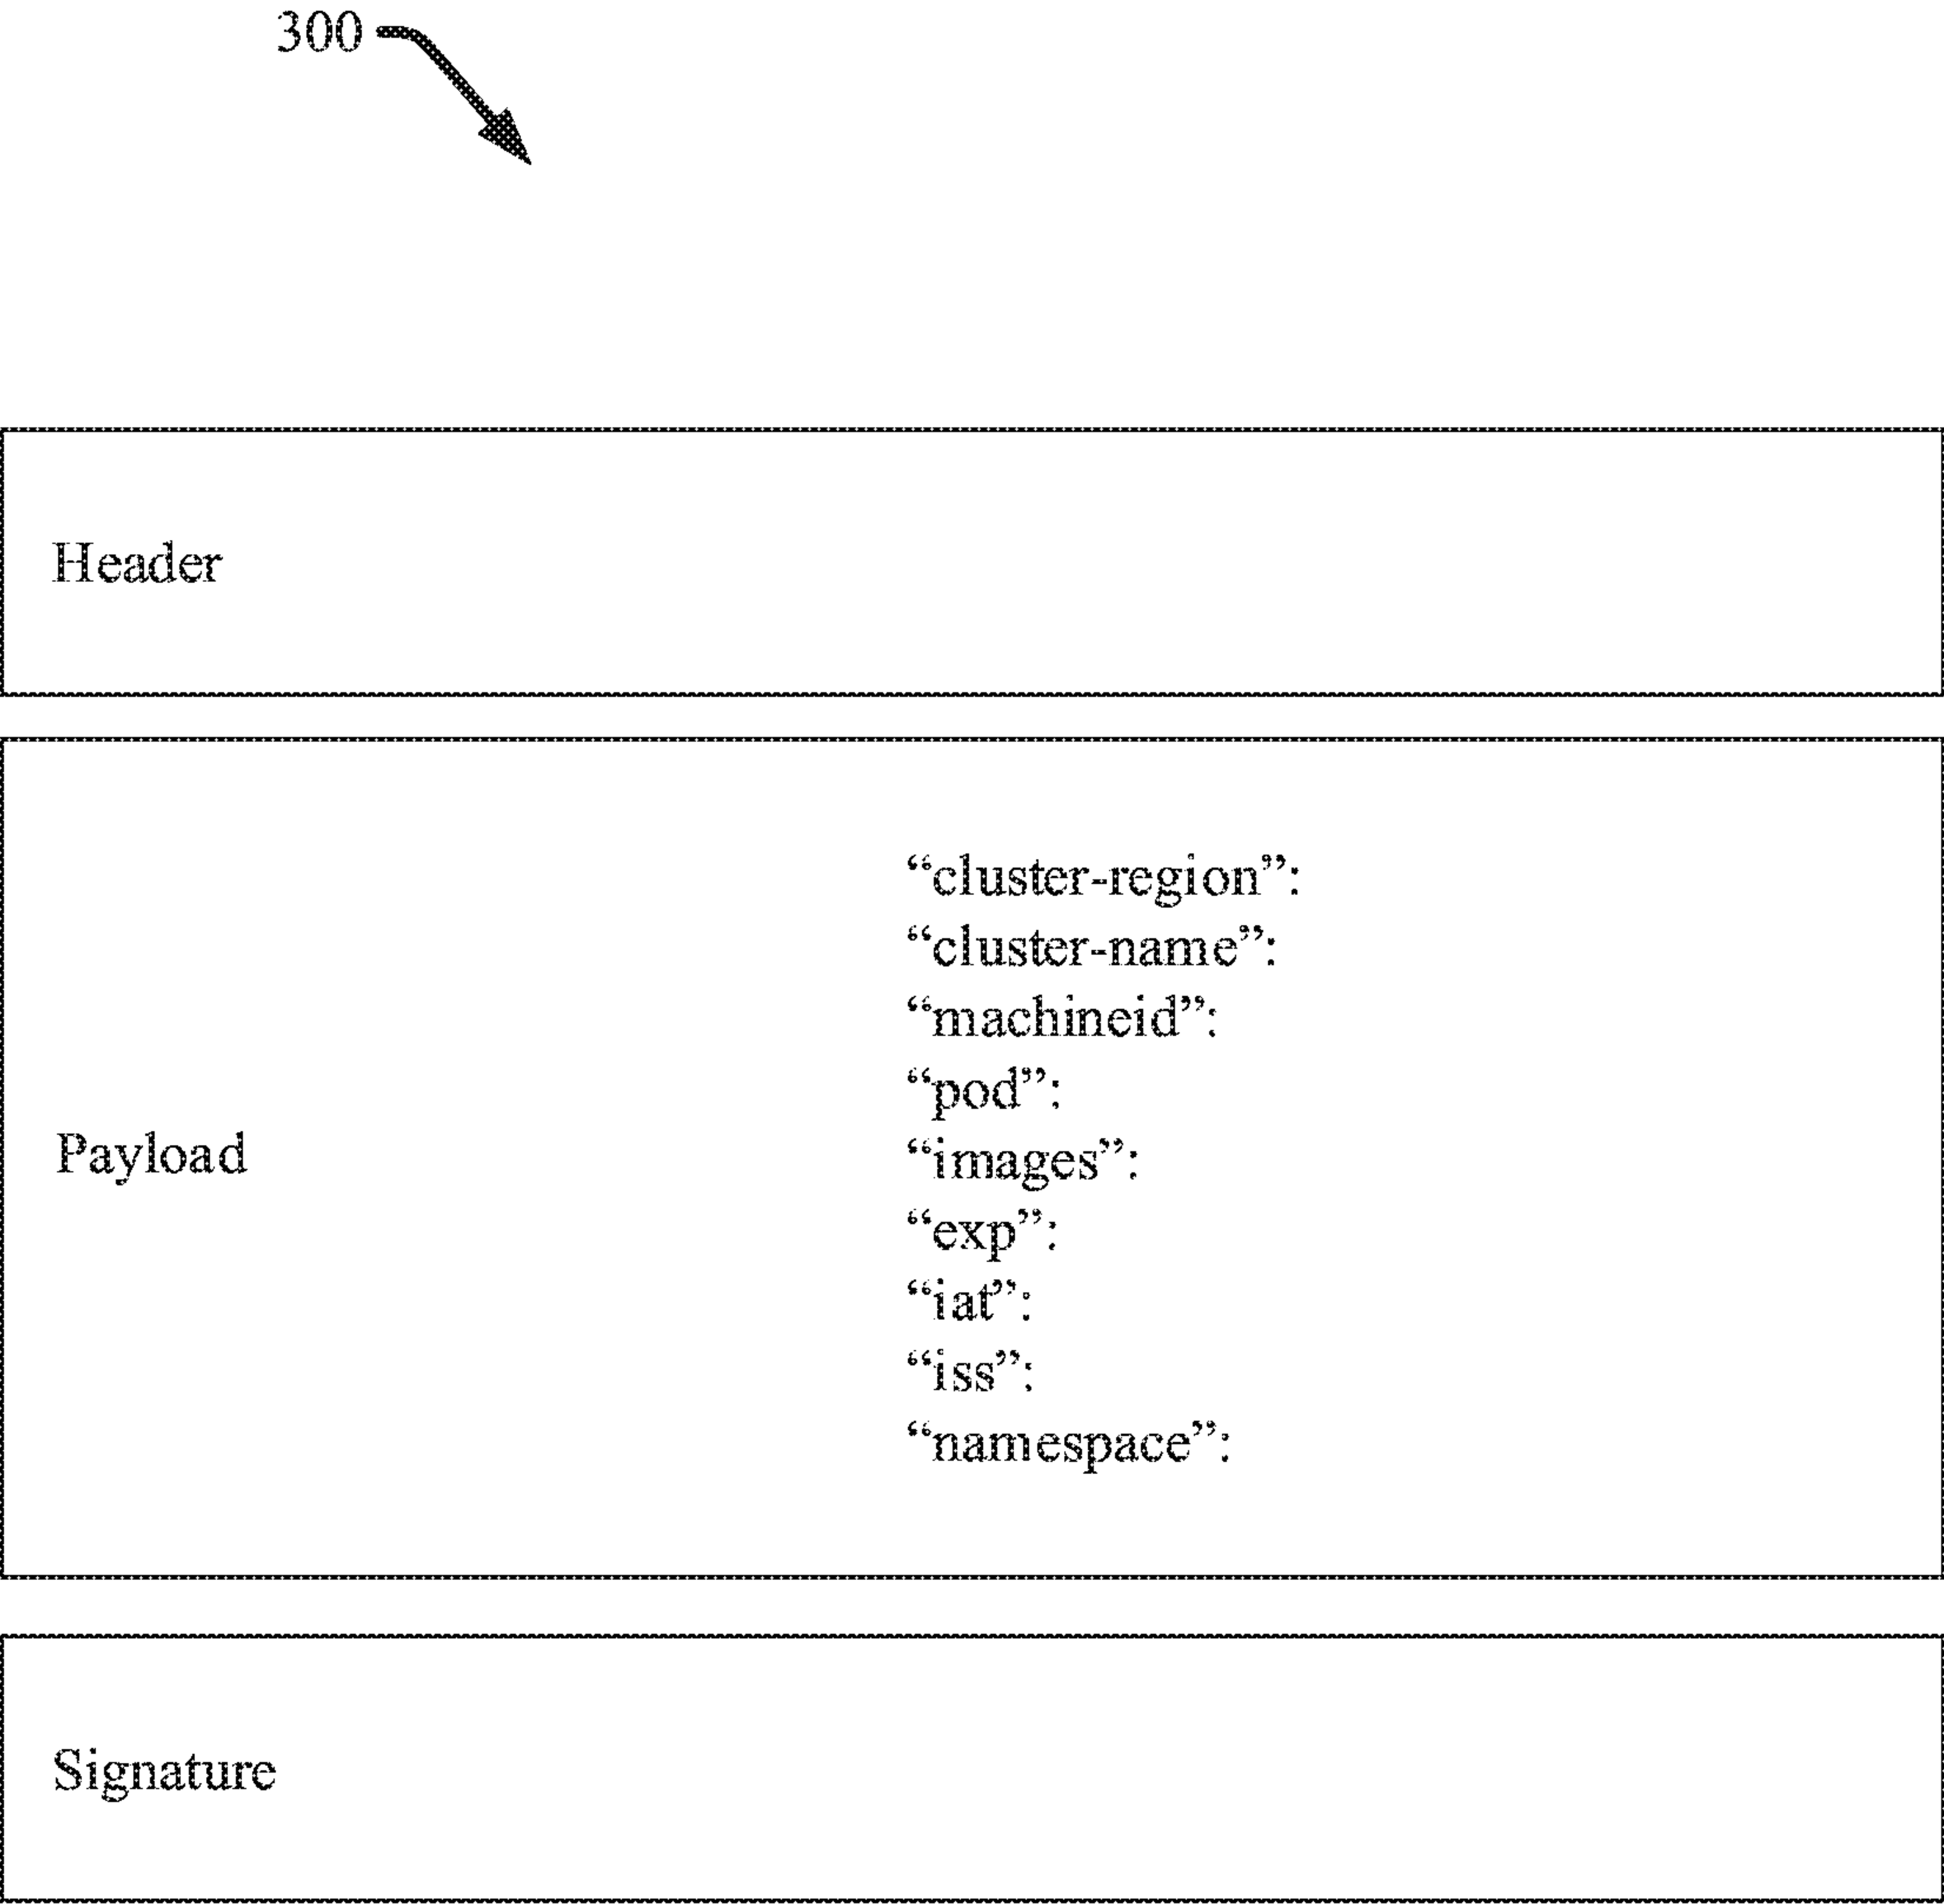 300
Header
“cluster-region”:
“cluster-name”:
“machineid”:
“pod”:
Payload
“images”:
“exp”:
“iat”:
“iss”:
“namespace”:
Signature